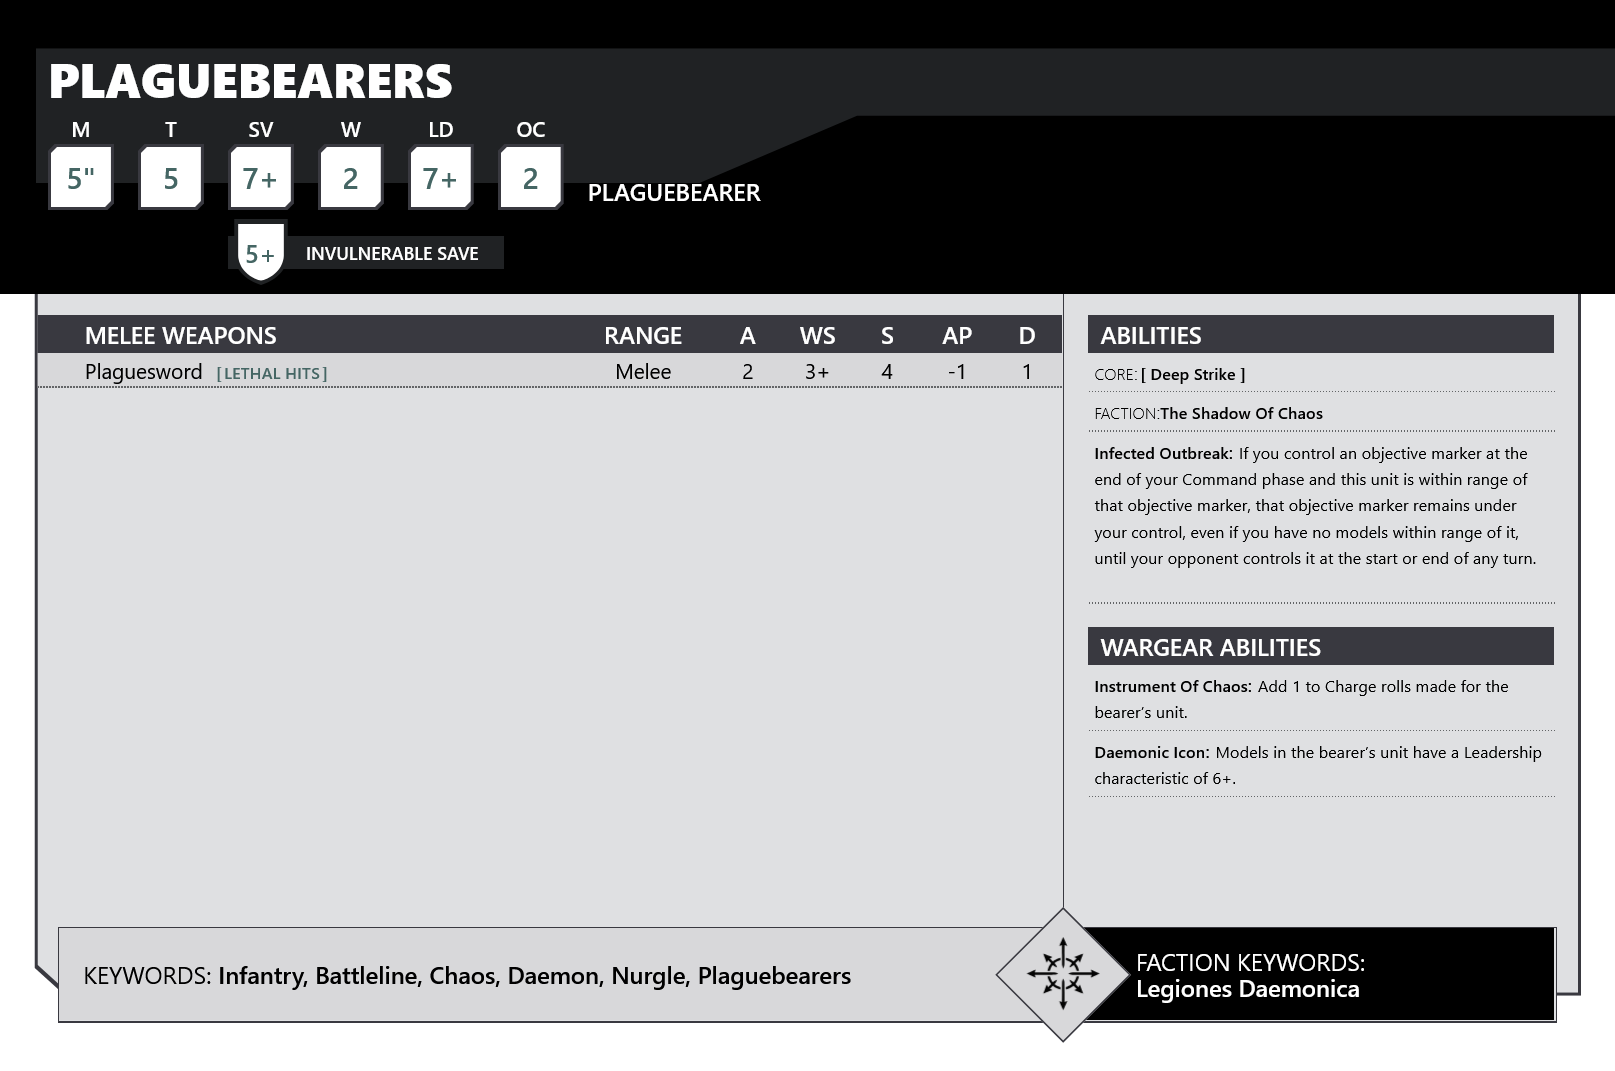 PLAGUEBEARERS
M T SV W LD OC
5" 5 7+ 2 7+ 2 PLAGUEBEARER
5+ INVULNERABLE SAVE
MELEE WEAPONS RANGE A WS S AP D
Plaguesword [LETHAL HITS] Melee 2 3+ 4 -1 1
ABILITIES
CORE: [ Deep Strike ]
FACTION:The Shadow Of Chaos
Infected Outbreak: If you control an objective marker at the
end of your Command phase and this unit is within range of
that objective marker, that objective marker remains under
your control, even if you have no models within range of it,
until your opponent controls it at the start or end of any turn.
WARGEAR ABILITIES
Instrument Of Chaos: Add 1 to Charge rolls made for the
bearer’s unit.
Daemonic Icon: Models in the bearer’s unit have a Leadership
characteristic of 6+.
KEYWORDS: Infantry, Battleline, Chaos, Daemon, Nurgle, Plaguebearers
FACTION KEYWORDS:
Legiones Daemonica